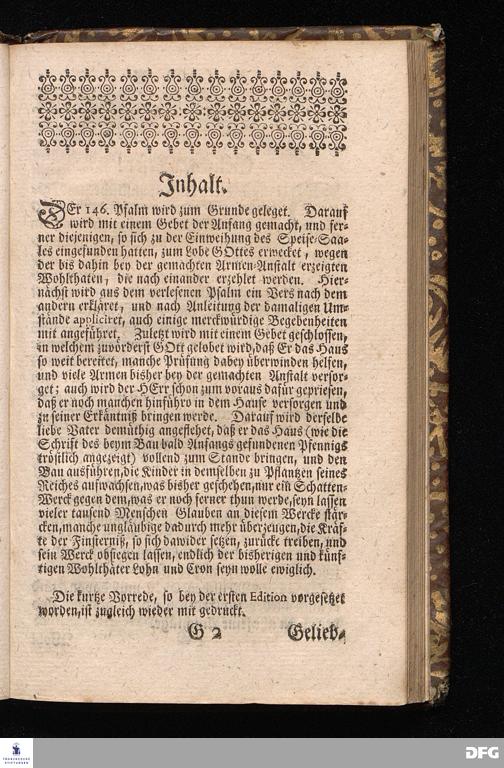 Inhalt.
DEr 146. Psalm wird zum Grunde geleget. Darauf
wird mit einem Gebet der Anfang gemacht, und fer-
ner diejenigen, so sich zu der Einweihung des Speise-Saa-
les eingefunden hatten, zum Lobe GOttes erwecket, wegen
der bis dahin bey der gemachten Armen-Anstalt erzeigten
Wohlthaten, die nach einander erzehlet werden. Hier-
nächst wird aus dem verlesenen Psalm ein Vers nach dem
andern erkläret, und nach Anleitung der damaligen Um-
stände appliciret, auch einige merckwürdige Begebenheiten
mit angeführet. Zuletzt wird mit einem Gebet geschlossen,
in welchem zuvörderst GOtt gelobet wird, daß Er das Haus
so weit bereitet, manche Prüfung dabey überwinden helfen,
und viele Armen bisher bey der gemachten Anstalt versor-
get; auch wird der HErr schon zum voraus dafür gepriesen,
daß er noch manchen hinführo in dem Hause versorgen und
zu seiner Erkäntniß bringen werde. Darauf wird derselbe
liebe Vater demüthig angeflehet, daß er das Haus (wie die
Schrift des beym Bau bald Anfangs gefundenen Pfennigs
tröstlich angezeigt) vollend zum Stande bringen, und den
Bau ausführen, die Kinder in demselben zu Pflantzen seines
Reiches aufwachsen, was bisher geschehen, nur ein Schatten-
Werck gegen dem, was er noch ferner thun werde, seyn lassen
vieler tausend Menschen Glauben an diesem Wercke stär-
cken, manche ungläubige dadurch mehr überzeugen, die Kräf-
te der Finsterniß, so sich dawider setzen, zurücke treiben, und
sein Werck obsiegen lassen, endlich der bisherigen und künf-
tigen Wohlthäter Lohn und Cron seyn wolle ewiglich.
Die kurtze Vorrede, so bey der ersten Edition vorgesetzet
worden, ist zugleich wieder mit gedruckt.
G 2 Gelieb-
FRANCKESCHE
STIFTUNGEN
DFG